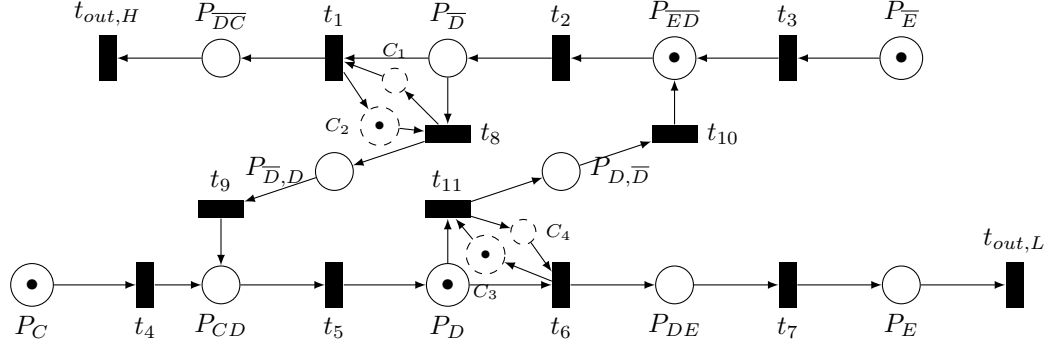 t_{out,H} P_{\overline{DC}} t_1 P_{\overline{D}} t_2 P_{\overline{ED}} t_3 P_{\overline{E}}
C_1
C_2 t_8 t_{10}
P_{\overline{D},D} P_{D,\overline{D}}
t_9 t_{11}
C_4 t_{out,L}
C_3
P_C t_4 P_{CD} t_5 P_D t_6 P_{DE} t_7 P_E